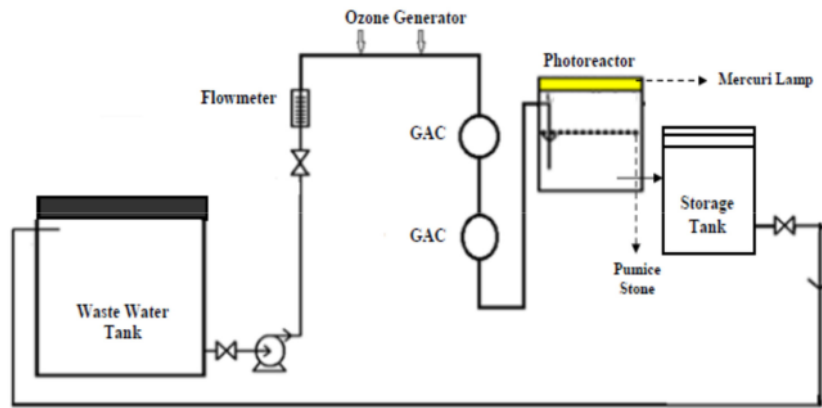 Ozone Generator
Photoreactor
Mercuri Lamp
Flowmeter
GAC
GAC
Storage
Tank
Pumice
Stone
Waste Water
Tank